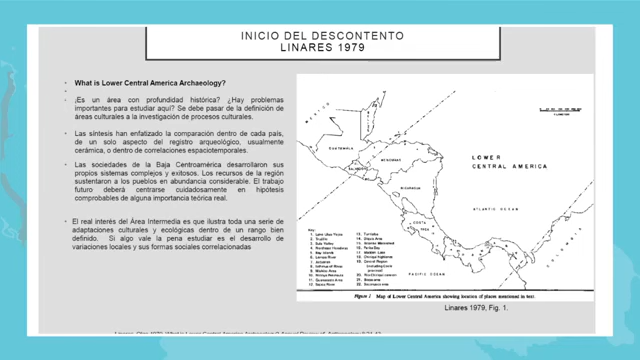 INICIO DEL DESCONTENTO
LINARES 1979
What is Lower Central America Archaeology?
¡Es un área con profundidad histórica? ¿Hay problemas
importantes para estudiar aquí? Se debe pasar de la definición de
áreas culturales a la investigación de procesos culturales.
Las síntesis han enfatizado la comparación dentro de cada país,
de un solo aspecto del registro arqueológico, usualmente
cerámica, o dentro de correlaciones espaciotemporales.
Las sociedades de la Baja Centroamérica desarrollaron sus
propios sistemas complejos y exitosos. Los recursos de la región
sustentaron a los pueblos en abundancia considerable. El trabajo
futuro deberá centrarse cuidadosamente en hipótesis
comprobables de alguna importancia teórica real.
El real interés del Área Intermedia es que ilustra toda una serie de
adaptaciones culturales y ecológicas dentro de un rango bien
definido. Si algo vale la pena estudiar es el desarrollo de
variaciones locales y sus formas sociales correlacionadas
MEXICO
GUATEMALA
HONDURAS
NICARAGUA
COSTA
RICA
LOWER
CENTRAL AMERICA
ATLANTIC OCEAN
PACIFIC OCEAN
COLOMBIA
Figure 1 Map of Lower Central America showing location of places mentioned in text.
Linares 1979, Fig. 1.